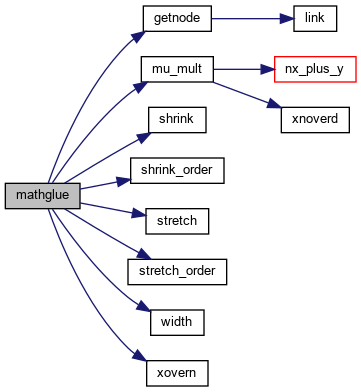 getnode
link
mu_mult
nx_plus_y
xnoverd
shrink
shrink_order
mathglue
stretch
stretch_order
width
xovern